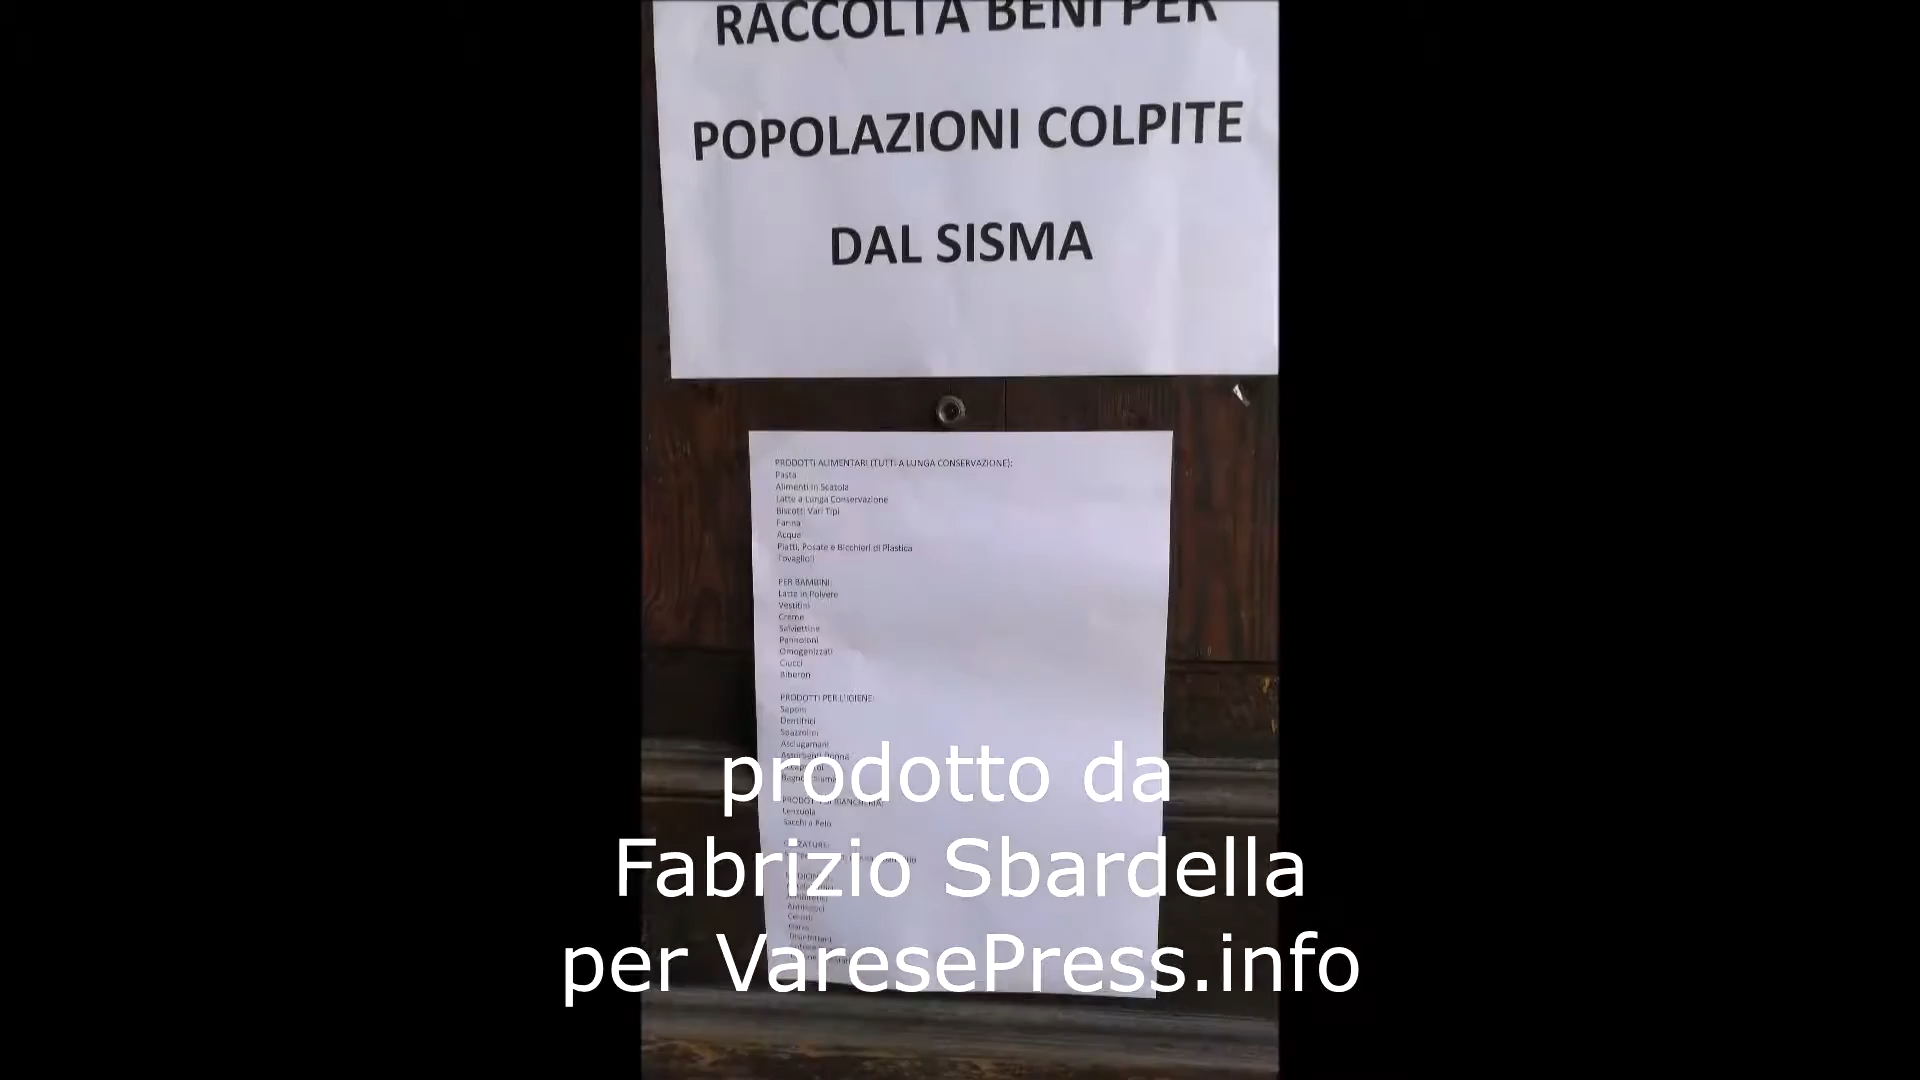 RACCOLTA BENI PER
POPOLAZIONI COLPITE
DAL SISMA
PRODOTTI ALIMENTARI (TUTTI A LUNGA CONSERVAZIONE):
Pasta
Alimenti in Scatola
Latte a Lunga Conservazione
Biscotti Vari Tipi
Farina
Acqua
Piatti, Posate e Bicchieri di Plastica
Tovaglioli
PER BAMBINI:
Latte in Polvere
Vestitini
Creme
Salviettine
Pannoloni
Omogenizzati
Ciucci
Biberon
PRODOTTI PER L'IGIENE:
Saponi
Dentifrici
Spazzolini
Asciugamani
Assorbenti Donna
prodotto da
Lenzuola
Sacchi a Pelo
Fabrizio Sbardella
per VaresePress.info